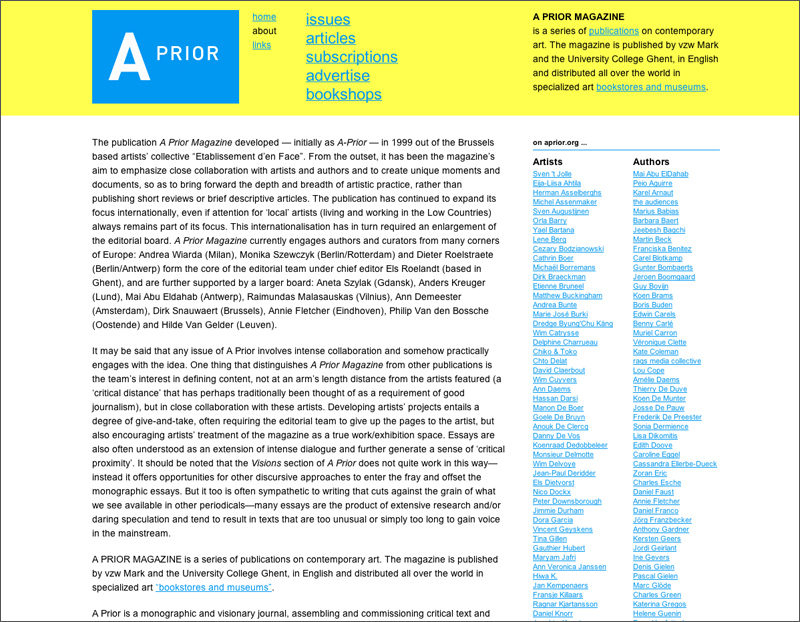 A PRIOR
home
about
links
issues
articles
subscriptions
advertise
bookshops
A PRIOR MAGAZINE
is a series of publications on contemporary
art. The magazine is published by vzw Mark
and the University College Ghent, in English
and distributed all over the world in
specialized art bookstores and museums.
The publication A Prior Magazine developed — initially as A-Prior — in 1999 out of the Brussels
based artists' collective “Etablissement d'en Face”. From the outset, it has been the magazine's
aim to emphasize close collaboration with artists and authors and to create unique moments and
documents, so as to bring forward the depth and breadth of artistic practice, rather than
publishing short reviews or brief descriptive articles. The publication has continued to expand its
focus internationally, even if attention for 'local' artists (living and working in the Low Countries)
always remains part of its focus. This internationalisation has in turn required an enlargement of
the editorial board. A Prior Magazine currently engages authors and curators from many corners
of Europe: Andrea Wiarda (Milan), Monika Szewczyk (Berlin/Rotterdam) and Dieter Roelstraete
(Berlin/Antwerp) form the core of the editorial team under chief editor Els Roelandt (based in
Ghent), and are further supported by a larger board: Aneta Szylak (Gdansk), Anders Kreuger
(Lund), Mai Abu Eldahab (Antwerp), Raimundas Malasauskas (Vilnius), Ann Demeester
(Amsterdam), Dirk Snauwaert (Brussels), Annie Fletcher (Eindhoven), Philip Van den Bossche
(Oostende) and Hilde Van Gelder (Leuven).
It may be said that any issue of A Prior involves intense collaboration and somehow practically
engages with the idea. One thing that distinguishes A Prior Magazine from other publications is
the team's interest in defining content, not at an arm's length distance from the artists featured (a
'critical distance' that has perhaps traditionally been thought of as a requirement of good
journalism), but in close collaboration with these artists. Developing artists' projects entails a
degree of give-and-take, often requiring the editorial team to give up the pages to the artist, but
also encouraging artists' treatment of the magazine as a true work/exhibition space. Essays are
also often understood as an extension of intense dialogue and further generate a sense of 'critical
proximity'. It should be noted that the Visions section of A Prior does not quite work in this way—
instead it offers opportunities for other discursive approaches to enter the fray and offset the
monographic essays. But it too is often sympathetic to writing that cuts against the grain of what
we see available in other periodicals—many essays are the product of extensive research and/or
daring speculation and tend to result in texts that are too unusual or simply too long to gain voice
in the mainstream.
A PRIOR MAGAZINE is a series of publications on contemporary art. The magazine is published
by vzw Mark and the University College Ghent, in English and distributed all over the world in
specialized art “bookstores and museums”.
A Prior is a monographic and visionary journal, assembling and commissioning critical text and
on aprior.org ...
Artists
Sven 't Jolle
Eija-Liisa Ahtila
Herman Asselberghs
Michel Assenmaker
Sven Augustijnen
Orla Barry
Yael Bartana
Lene Berg
Cezary Bodzianowski
Cathrin Boer
Michaël Borremans
Dirk Braeckman
Etienne Bruneel
Matthew Buckingham
Andrea Bunte
Marie José Burki
Dredge Byung'Chu Käng
Wim Catrysse
Delphine Charrueau
Chiko & Toko
Chto Delat
David Claerbout
Wim Cuyvers
Ann Daems
Hassan Darsi
Manon De Boer
Goele De Bruyn
Anouk De Clercq
Danny De Vos
Koenraad Dedobbeleer
Monsieur Delmotte
Wim Delvoye
Jean-Paul Deridder
Els Dietvorst
Nico Dockx
Peter Downsborough
Jimmie Durham
Dora Garcia
Vincent Geyskens
Tina Gillen
Gauthier Hubert
Maryam Jafri
Ann Veronica Janssen
Hiwa K.
Jan Kempenaers
Fransje Killaars
Ragnar Kjartansson
Daniel Knorr
Authors
Mai Abu ElDahab
Peio Aguirre
Karel Arnaut
the audiences
Marius Babias
Barbara Baert
Jeebesh Bagchi
Martin Beck
Franciska Benitez
Carel Blotkamp
Gunter Bombaerts
Jeroen Boomgaard
Guy Bovijn
Koen Brams
Boris Buden
Edwin Carels
Benny Carlé
Muriel Carron
Véronique Clette
Kate Coleman
raqs media collective
Lou Cope
Amélie Daems
Thierry De Duve
Koen De Munter
Josse De Pauw
Frederik De Preester
Sonia Dermience
Lisa Dikomitis
Edith Doove
Caroline Eggel
Cassandra Ellerbe-Dueck
Zoran Eric
Charles Esche
Daniel Faust
Annie Fletcher
Daniel Franco
Jörg Franzbecker
Anthony Gardner
Kersten Geers
Jordi Geirlant
Ine Gevers
Denis Gielen
Pascal Gielen
Marc Glöde
Charles Green
Katerina Gregos
Helene Guenin